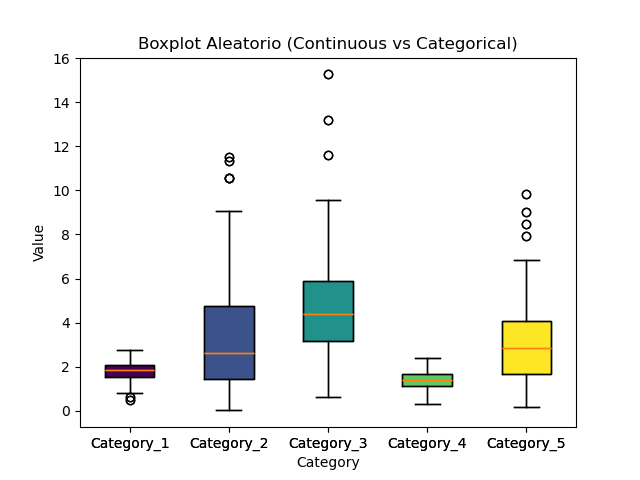 Boxplot Aleatorio (Continuous vs Categorical)
16
14
12
10
8
6
4
2
0
Value
Category_1 Category_2 Category_3 Category_4 Category_5
Category